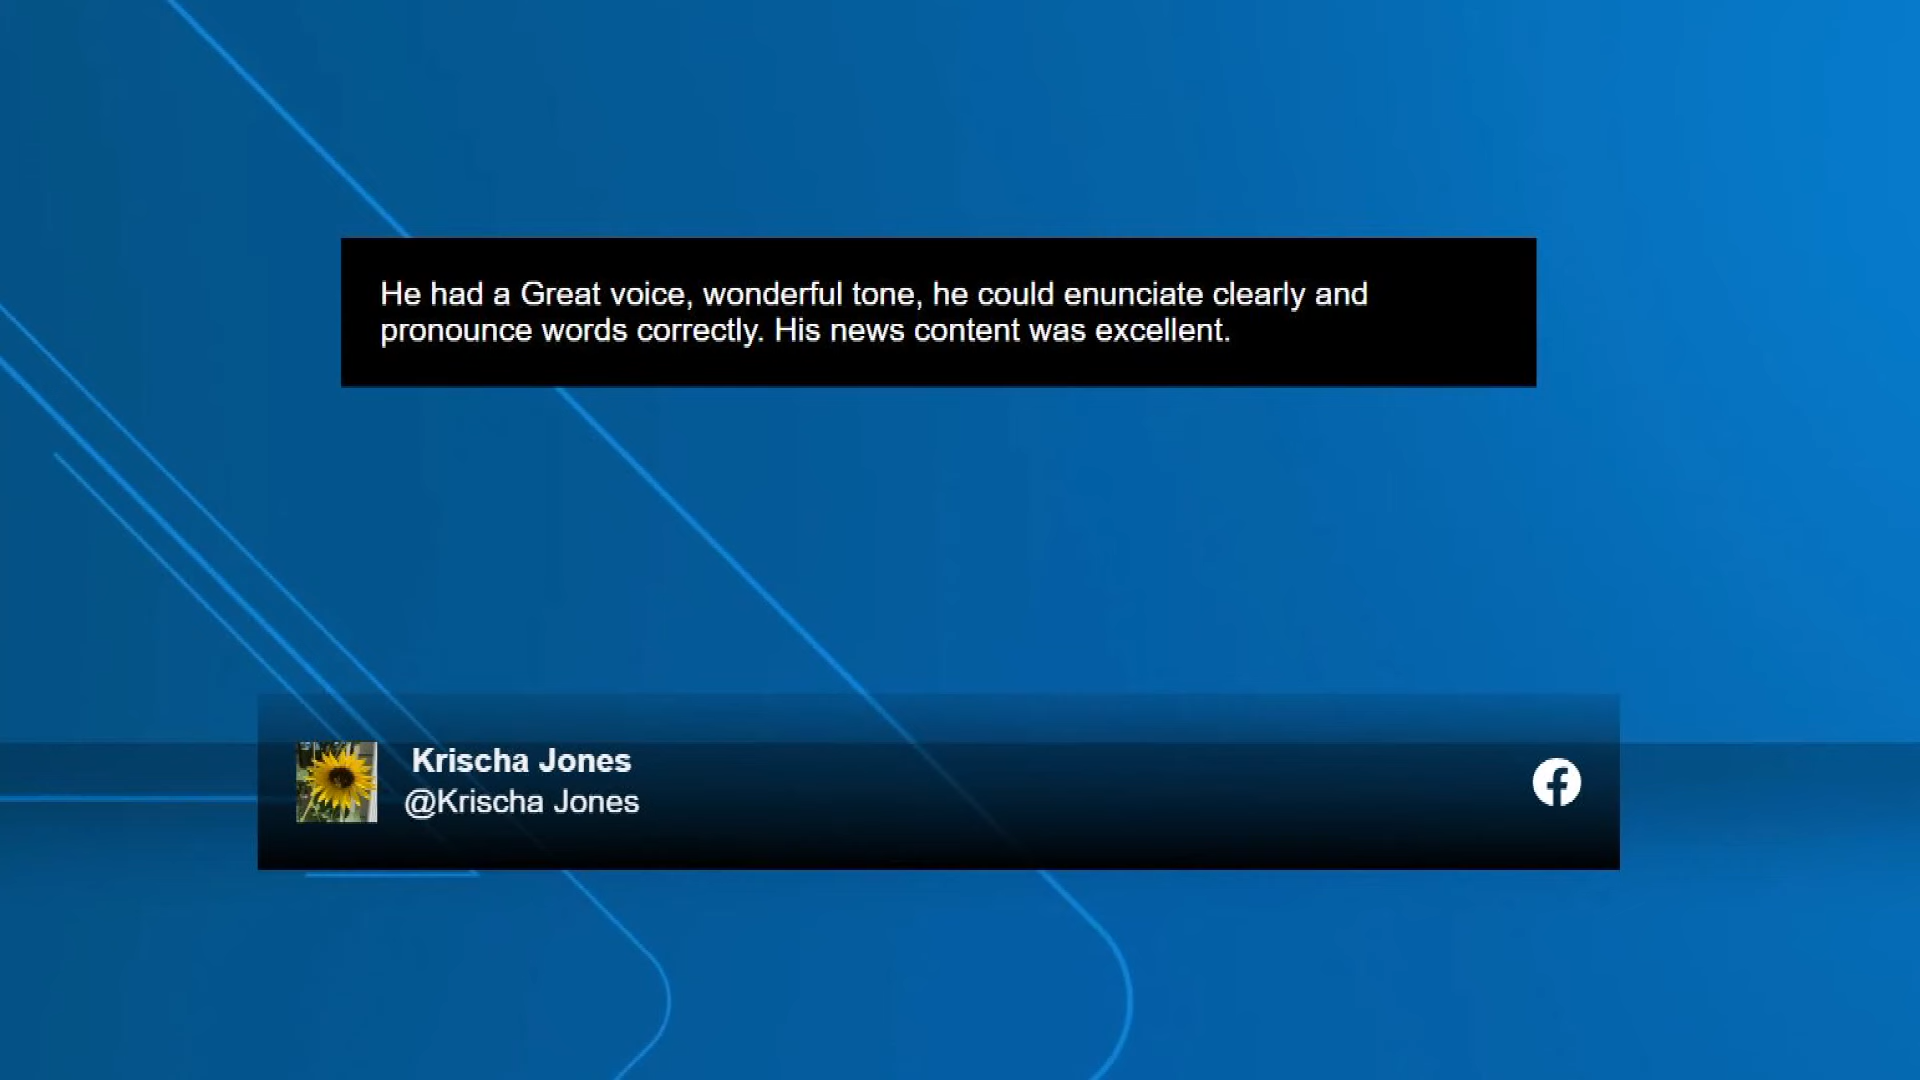 He had a Great voice, wonderful tone, he could enunciate clearly and
pronounce words correctly. His news content was excellent.
Krischa Jones
@Krischa Jones